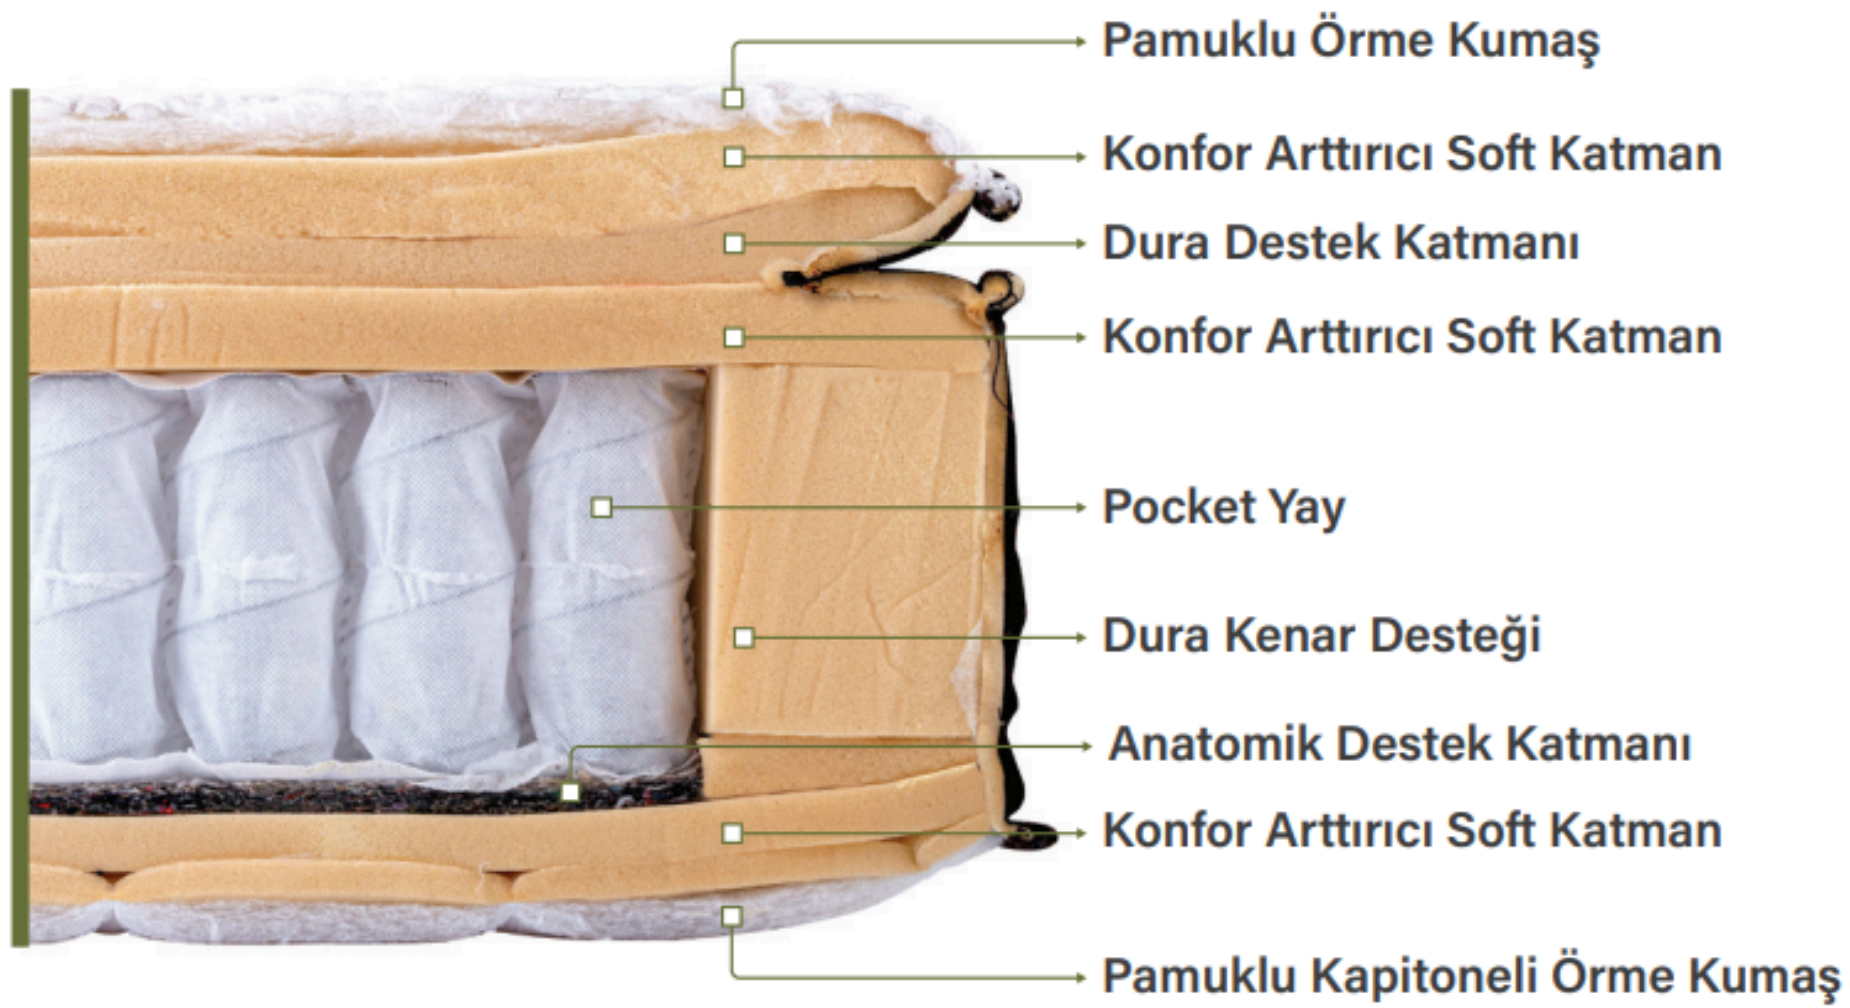 Pamuklu Örme Kumaş
Konfor Arttırıcı Soft Katman
Dura Destek Katmanı
Konfor Arttırıcı Soft Katman
Pocket Yay
Dura Kenar Desteği
Anatomik Destek Katmanı
Konfor Arttırıcı Soft Katman
Pamuklu Kapitoneli Örme Kumaş